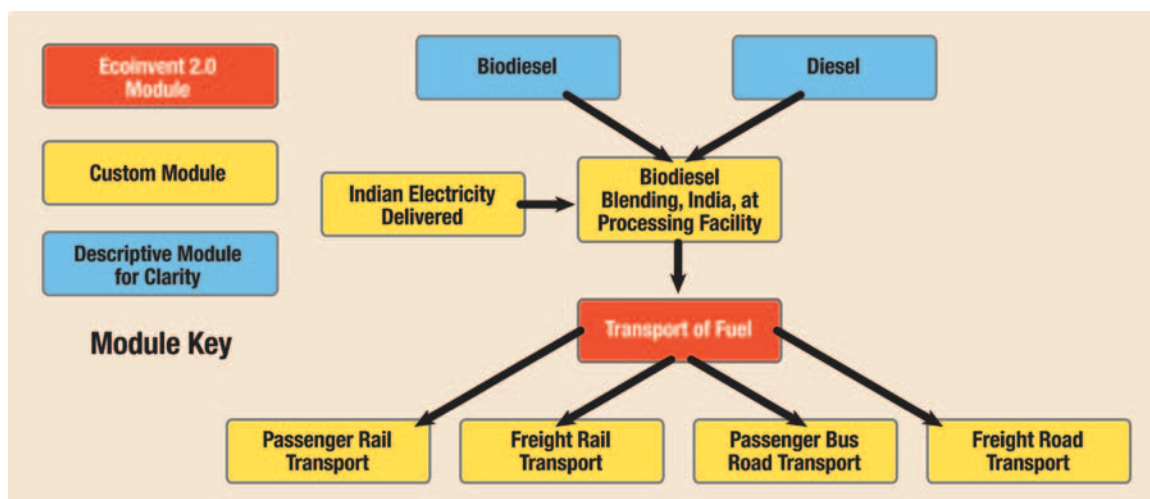 Ecoinvent 2.0
Module
Custom Module
Descriptive Module
for Clarity
Module Key
Biodiesel
Diesel
Indian Electricity
Delivered
Biodiesel
Blending, India, at
Processing Facility
Transport of Fuel
Passenger Rail
Transport
Freight Rail
Transport
Passenger Bus
Road Transport
Freight Road
Transport